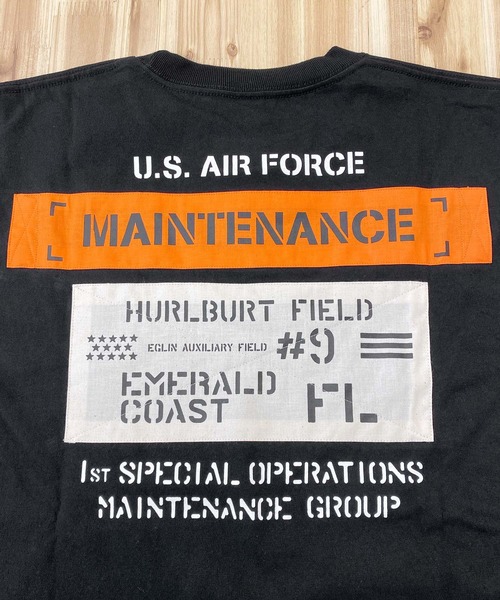 U.S. AIR FORCE
MAINTENANCE
HURLBURT FIELD
EGLIN AUXILIARY FIELD #9
EMERALD
COAST FL
1ST SPECIAL OPERATIONS
MAINTENANCE GROUP